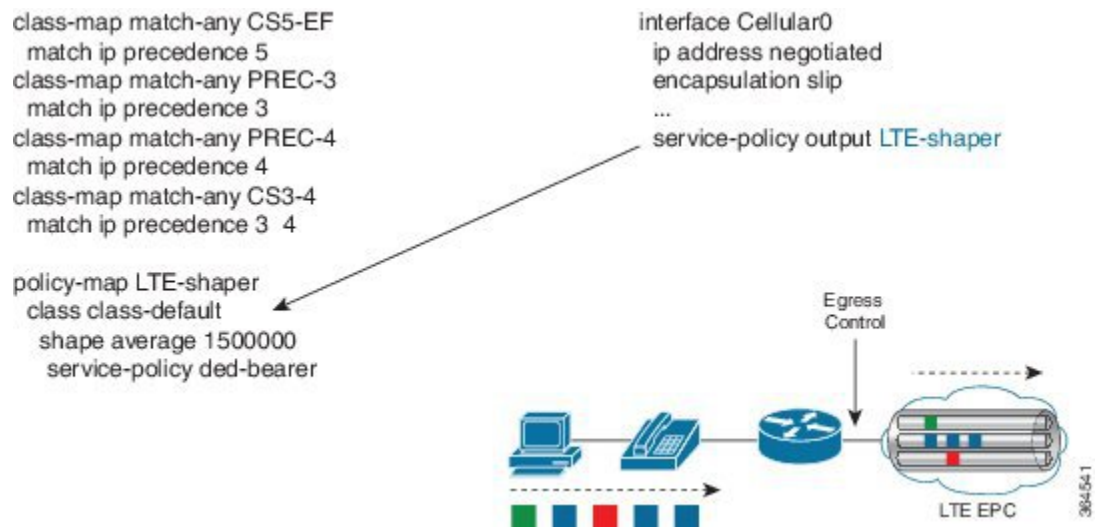 class-map match-any CS5-EF
match ip precedence 5
class-map match-any PREC-3
match ip precedence 3
class-map match-any PREC-4
match ip precedence 4
class-map match-any CS3-4
match ip precedence 3 4
policy-map LTE-shaper
class class-default
shape average 1500000
service-policy ded-bearer
interface Cellular0
ip address negotiated
encapsulation slip
...
service-policy output LTE-shaper
Egress
Control
LTE EPC
364541